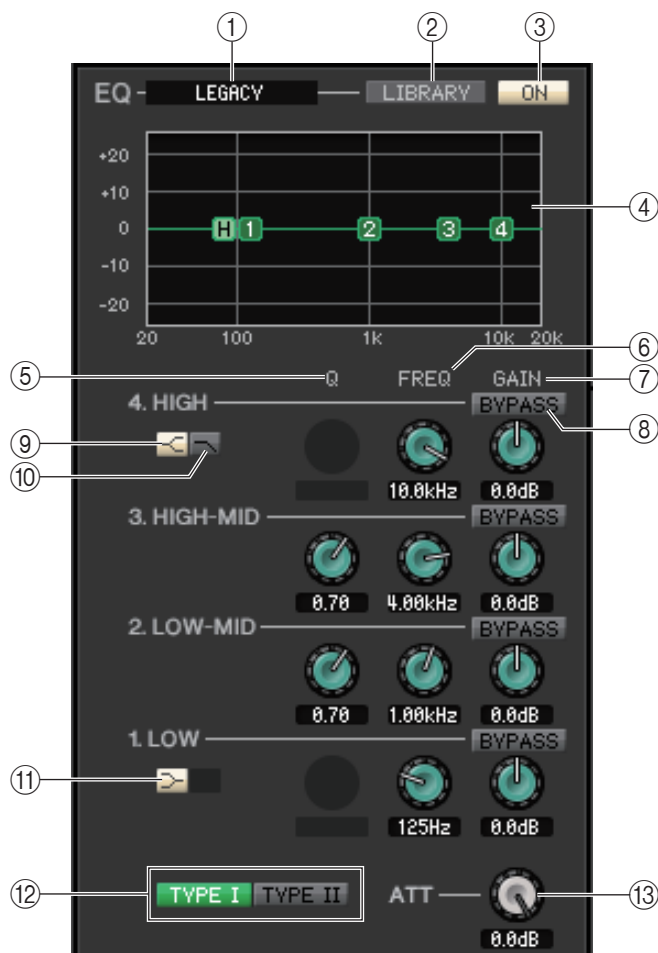 ① ② ③
EQ LEGACY LIBRARY ON
+20
+10
0
-10
-20
H 1 2 3 4
④
20 100 1k 10k 20k
⑤ Q FREQ ⑥ GAIN ⑦
4. HIGH BYPASS ⑧
⑨
⑩
10.0kHz 0.0dB
3. HIGH-MID BYPASS
0.70 4.00kHz 0.0dB
2. LOW-MID BYPASS
0.70 1.00kHz 0.0dB
1. LOW BYPASS
⑪
125Hz 0.0dB
⑫ TYPE I TYPE II ATT ⑬
0.0dB